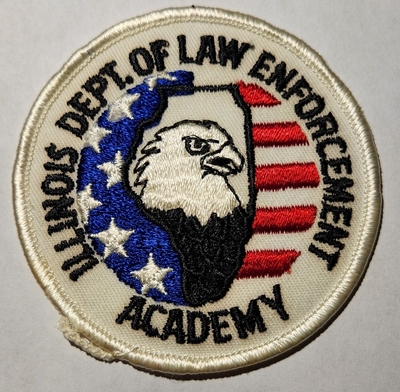 ILLINOIS DEPT. OF LAW ENFORCEMENT
ACADEMY